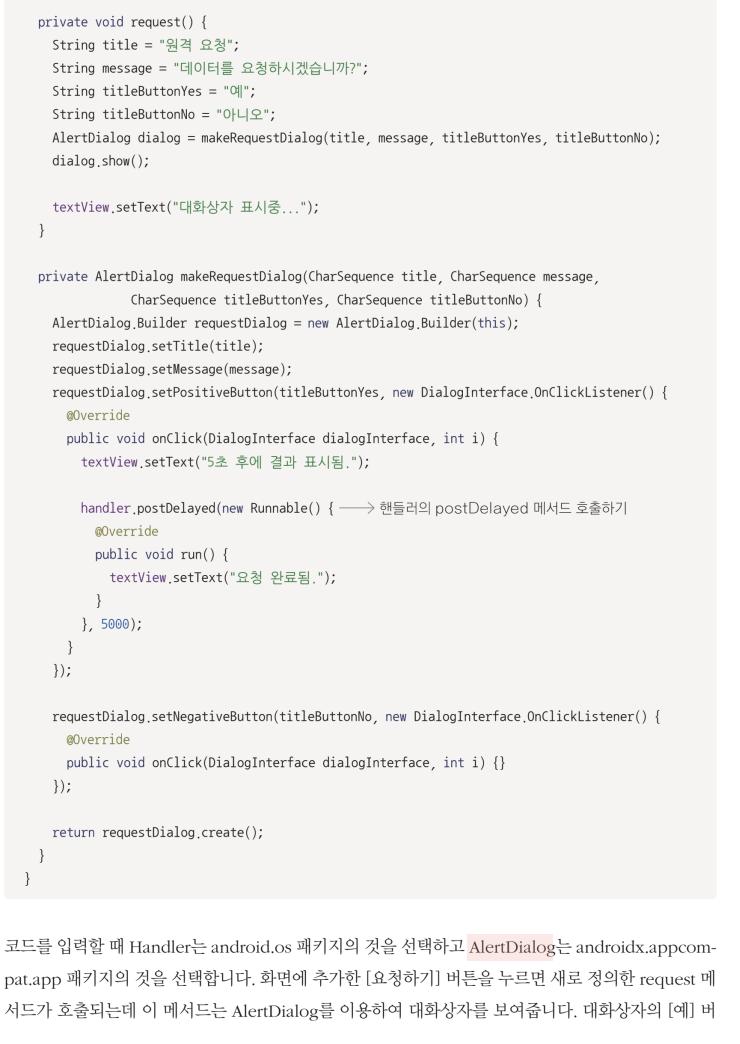 private void request() {
String title = "원격 요청";
String message = "데이터를 요청하시겠습니까?";
String titleButtonYes = "예";
String titleButtonNo = "아니오";
AlertDialog dialog = makeRequestDialog(title, message, titleButtonYes, titleButtonNo);
dialog.show();
textView.setText("대화상자 표시중...");
}
private AlertDialog makeRequestDialog(CharSequence title, CharSequence message,
CharSequence titleButtonYes, CharSequence titleButtonNo) {
AlertDialog.Builder requestDialog = new AlertDialog.Builder(this);
requestDialog.setTitle(title);
requestDialog.setMessage(message);
requestDialog.setPositiveButton(titleButtonYes, new DialogInterface.OnClickListener() {
@Override
public void onClick(DialogInterface dialogInterface, int i) {
textView.setText("5초 후에 결과 표시됨.");
handler.postDelayed(new Runnable() { ⟶ 핸들러의 postDelayed 메서드 호출하기
@Override
public void run() {
textView.setText("요청 완료됨.");
}
}, 5000);
}
});
requestDialog.setNegativeButton(titleButtonNo, new DialogInterface.OnClickListener() {
@Override
public void onClick(DialogInterface dialogInterface, int i) {}
});
return requestDialog.create();
}
}
코드를 입력할 때 Handler는 android.os 패키지의 것을 선택하고 AlertDialog는 androidx.appcom-
pat.app 패키지의 것을 선택합니다. 화면에 추가한 [요청하기] 버튼을 누르면 새로 정의한 request 메
서드가 호출되는데 이 메서드는 AlertDialog를 이용하여 대화상자를 보여줍니다. 대화상자의 [예] 버